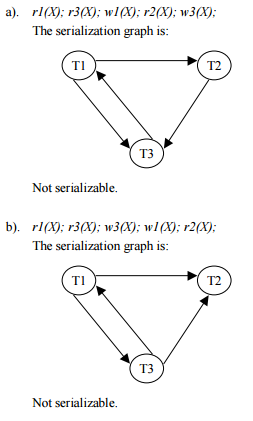 a). r1(X); r3(X); w1(X); r2(X); w3(X);
The serialization graph is:
T1 T2
T3
Not serializable.
b). r1(X); r3(X); w3(X); w1(X); r2(X);
The serialization graph is:
T1 T2
T3
Not serializable.